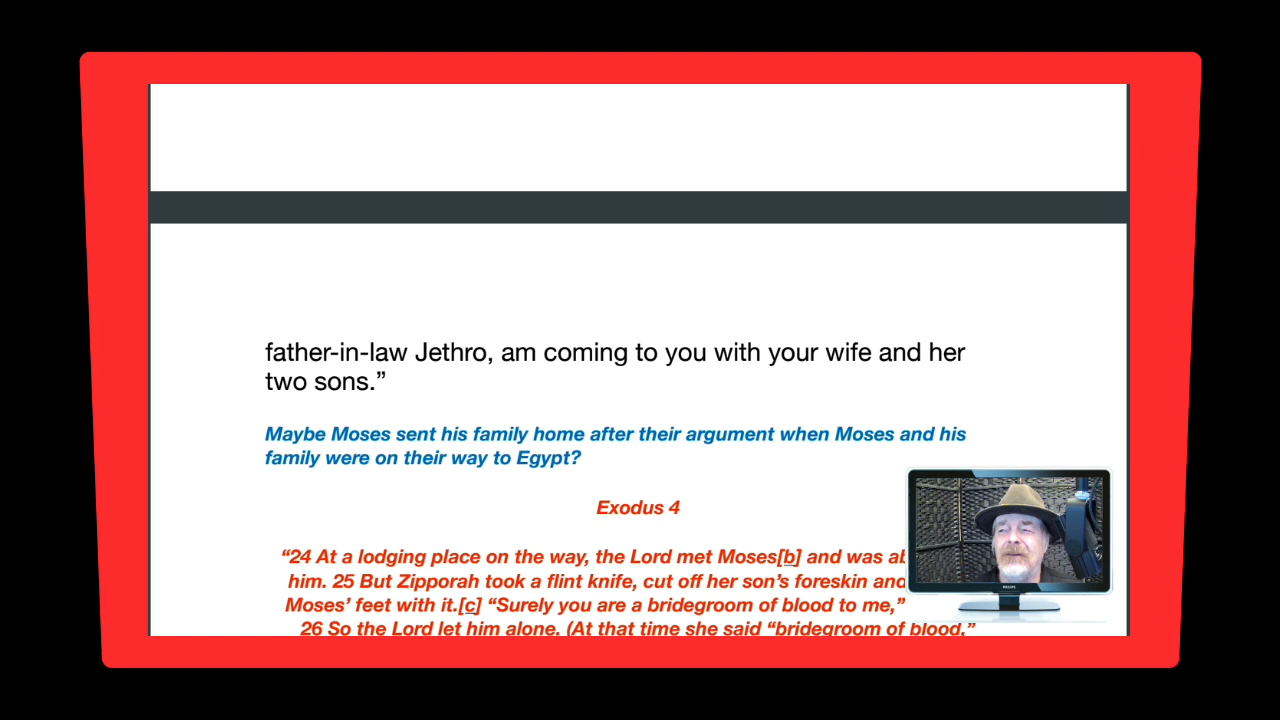 father-in-law Jethro, am coming to you with your wife and her
two sons.”
Maybe Moses sent his family home after their argument when Moses and his
family were on their way to Egypt?
Exodus 4
“24 At a lodging place on the way, the Lord met Moses[b] and was
him. 25 But Zipporah took a flint knife, cut off her son’s foreskin and
Moses’ feet with it.[c] “Surely you are a bridegroom of blood to me,”
26 So the Lord let him alone. (At that time she said “bridegroom of blood,”
PHILIPS